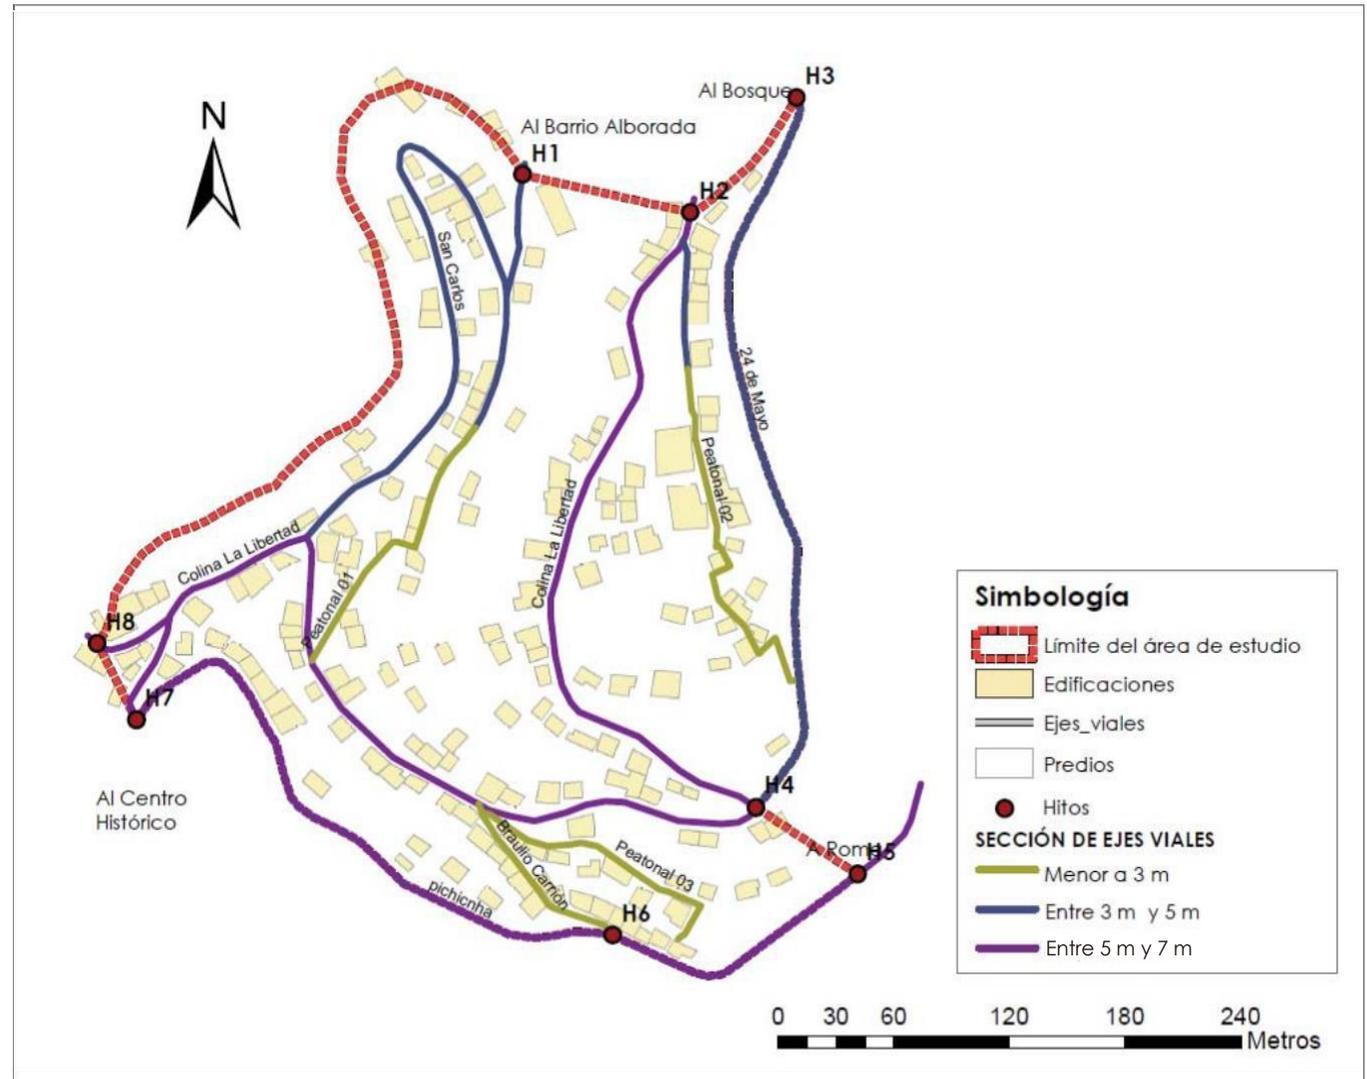 H3
Al Bosque
N
Al Barrio Alborada
H1
H2
San Carlos
24 de Mayo
Peatonal 02
Colina La Libertad
Colina La Libertad
Peatonal 01
H8
H7
Al Centro
Histórico
H4
H5
Braulio Carrión
Peatonal 03
pichicnha
H6
Simbología
Límite del área de estudio
Edificaciones
Ejes_viales
Predios
Hitos
SECCIÓN DE EJES VIALES
Menor a 3 m
Entre 3 m y 5 m
Entre 5 m y 7 m
0 30 60 120 180 240
Metros